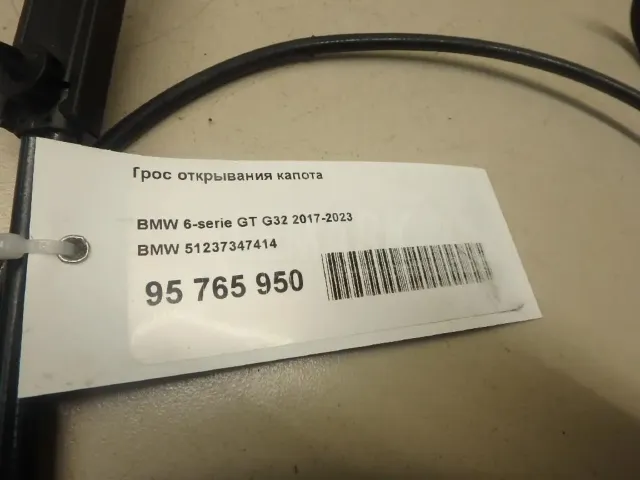 Грос открывания капота
BMW 6-serie GT G32 2017-2023
BMW 51237347414
95 765 950